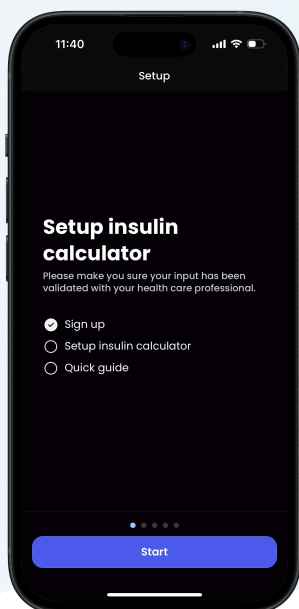 11:40
Setup
Setup insulin
calculator
Please make you sure your input has been
validated with your health care professional.
Sign up
Setup insulin calculator
Quick guide
Start